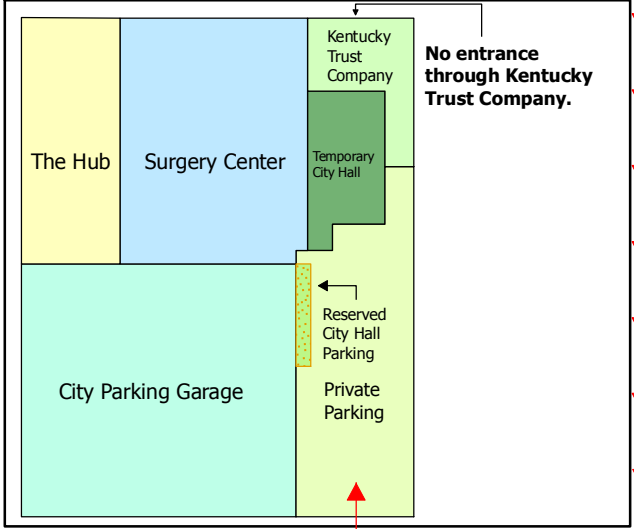 Kentucky
Trust
Company
No entrance
through Kentucky
Trust Company.
The Hub
Surgery Center
Temporary
City Hall
Reserved
City Hall
Parking
City Parking Garage
Private
Parking